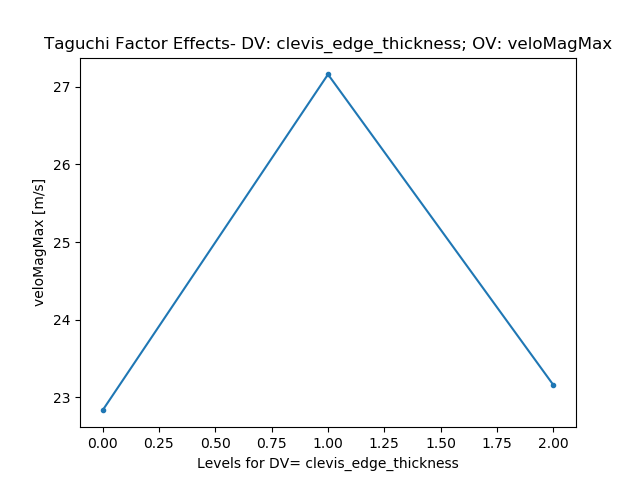 Taguchi Factor Effects- DV: clevis_edge_thickness; OV: veloMagMax
veloMagMax [m/s]
27
26
25
24
23
0.00 0.25 0.50 0.75 1.00 1.25 1.50 1.75 2.00
Levels for DV= clevis_edge_thickness